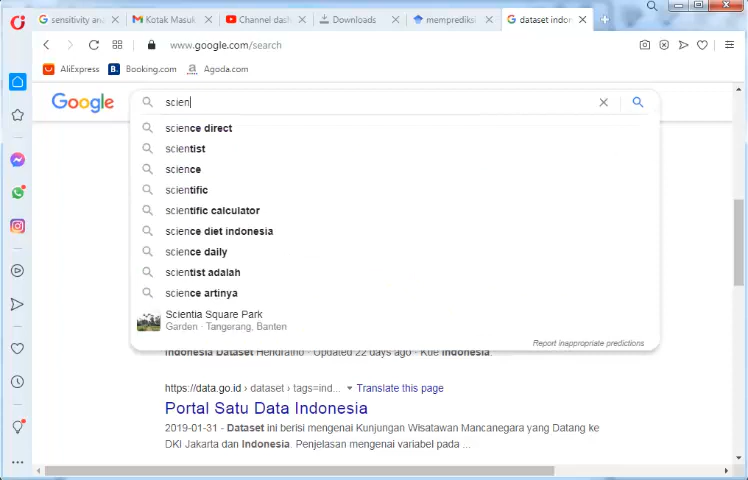 sensitivity ana
Kotak Masuk
Channel dash
Downloads
memprediksi
dataset indon
www.google.com/search
AliExpress
B. Booking.com
a Agoda.com
Google
scien
science direct
scientist
science
scientific
scientific calculator
science diet indonesia
science daily
scientist adalah
science artinya
Scientia Square Park
Garden · Tangerang, Banten
Report inappropriate predictions
Indonesia Dataset Hendratno · Updated 22 days ago · Kue Indonesia.
https://data.go.id › dataset › tags=ind...
Translate this page
Portal Satu Data Indonesia
2019-01-31 - Dataset ini berisi mengenai Kunjungan Wisatawan Mancanegara yang Datang ke
DKI Jakarta dan Indonesia. Penjelasan mengenai variabel pada ...